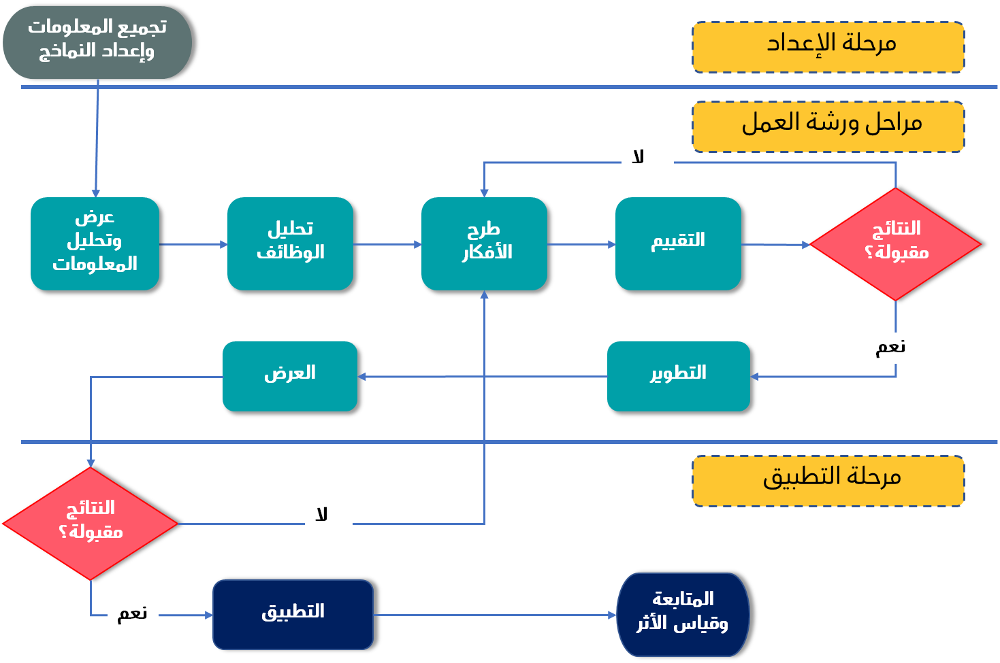 تجميع المعلومات
وإعداد النماذج
مرحلة الإعداد
مراحل ورشة العمل
لا
عرض
وتحليل
المعلومات
تحليل
الوظائف
طرح
الأفكار
التقييم
النتائج
مقبولة؟
نعم
التطوير
العرض
مرحلة التطبيق
النتائج
مقبولة؟
لا
نعم
التطبيق
المتابعة
وقياس الأثر